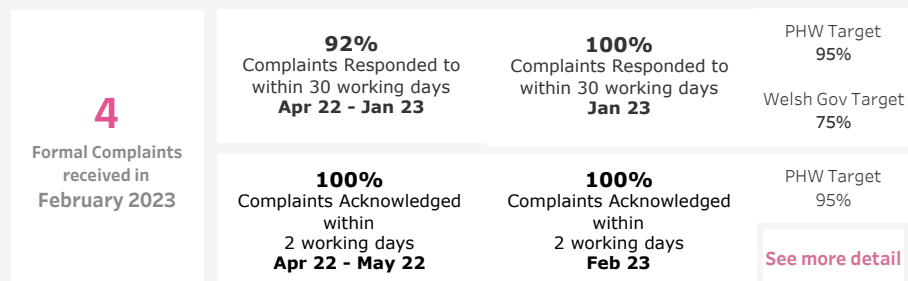 4
Formal Complaints
received in
February 2023
92%
Complaints Responded to
within 30 working days
Apr 22 - Jan 23
100%
Complaints Responded to
within 30 working days
Jan 23
PHW Target
95%
Welsh Gov Target
75%
100%
Complaints Acknowledged
within
2 working days
Apr 22 - May 22
100%
Complaints Acknowledged
within
2 working days
Feb 23
PHW Target
95%
See more detail